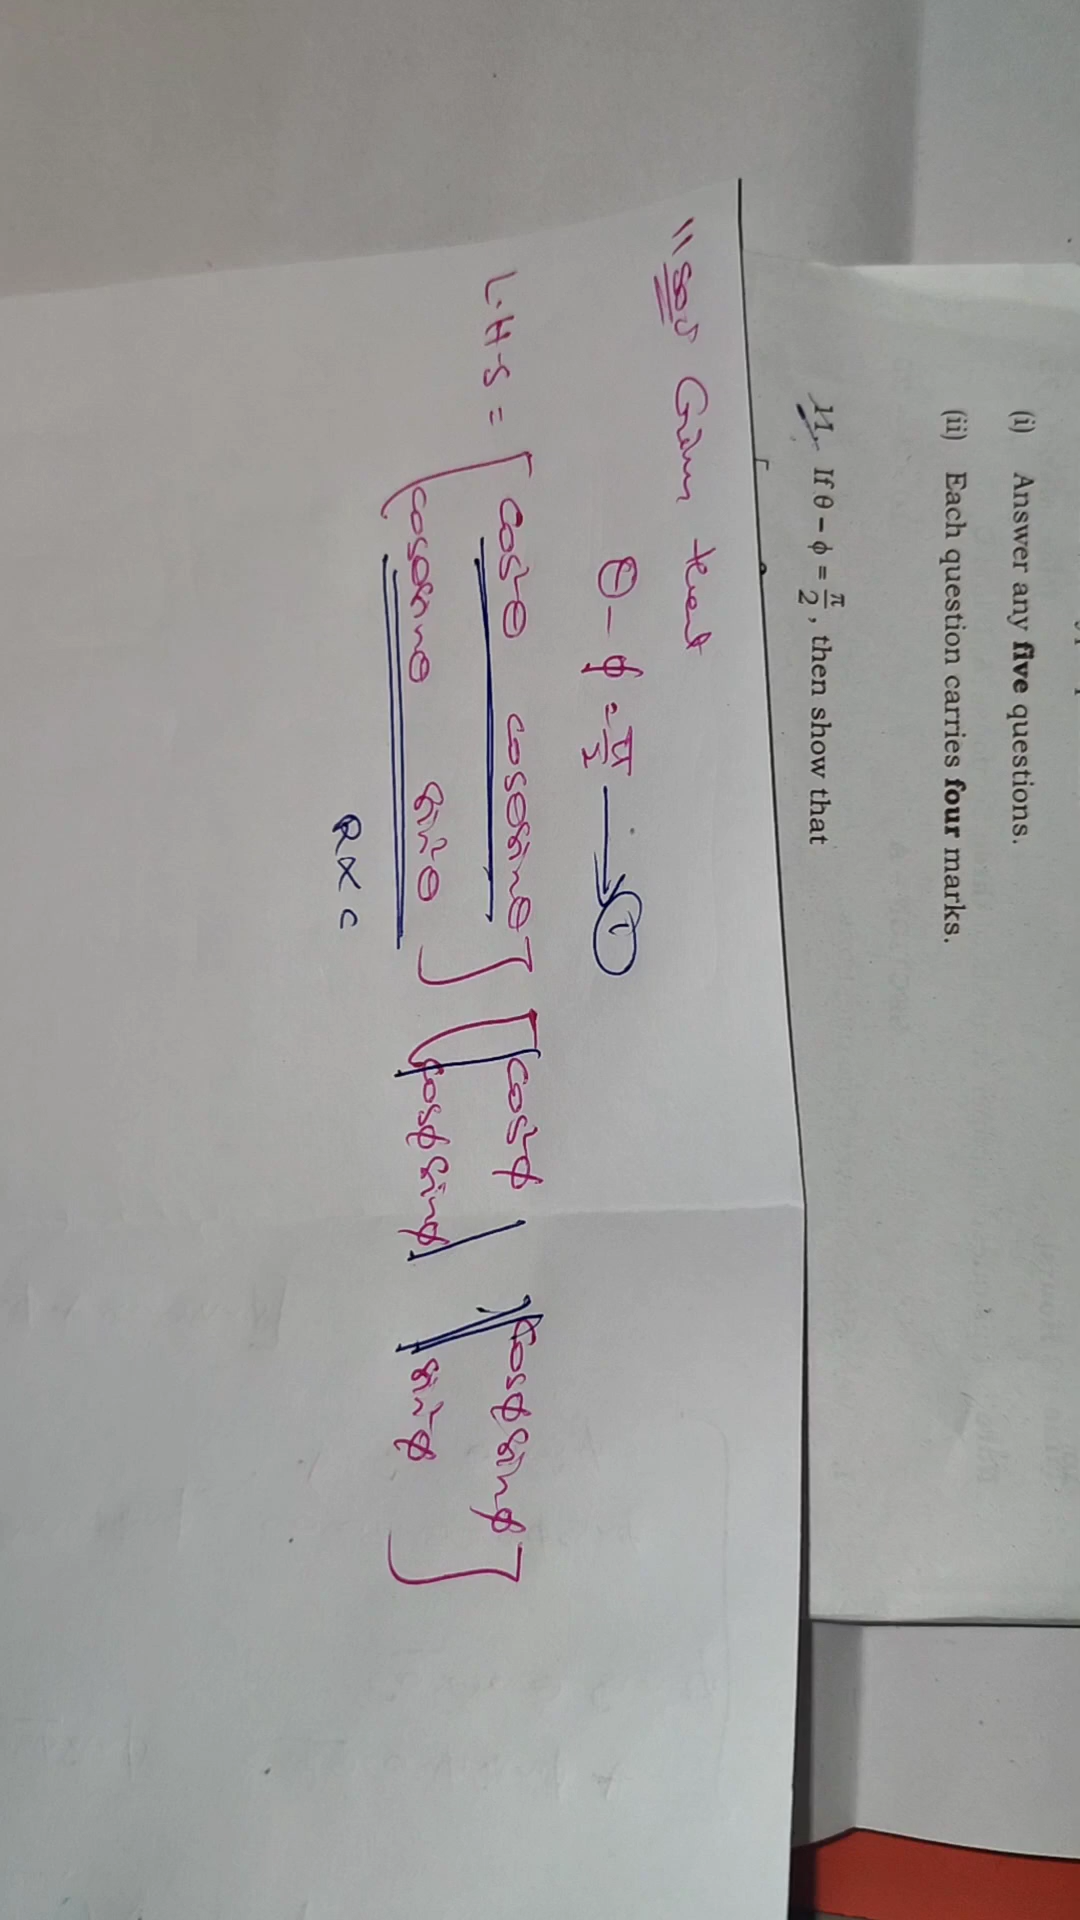 (i) Answer any five questions.
(ii) Each question carries four marks.
11. If θ − ϕ = π/2, then show that
11 Sol Given that
θ − ϕ = π/2 → ①
L.H.S = [cos²θ cosθsinθ] [cos²ϕ cosϕsinϕ]
[cosθsinθ sin²θ] [cosϕsinϕ sin²ϕ]
R×C